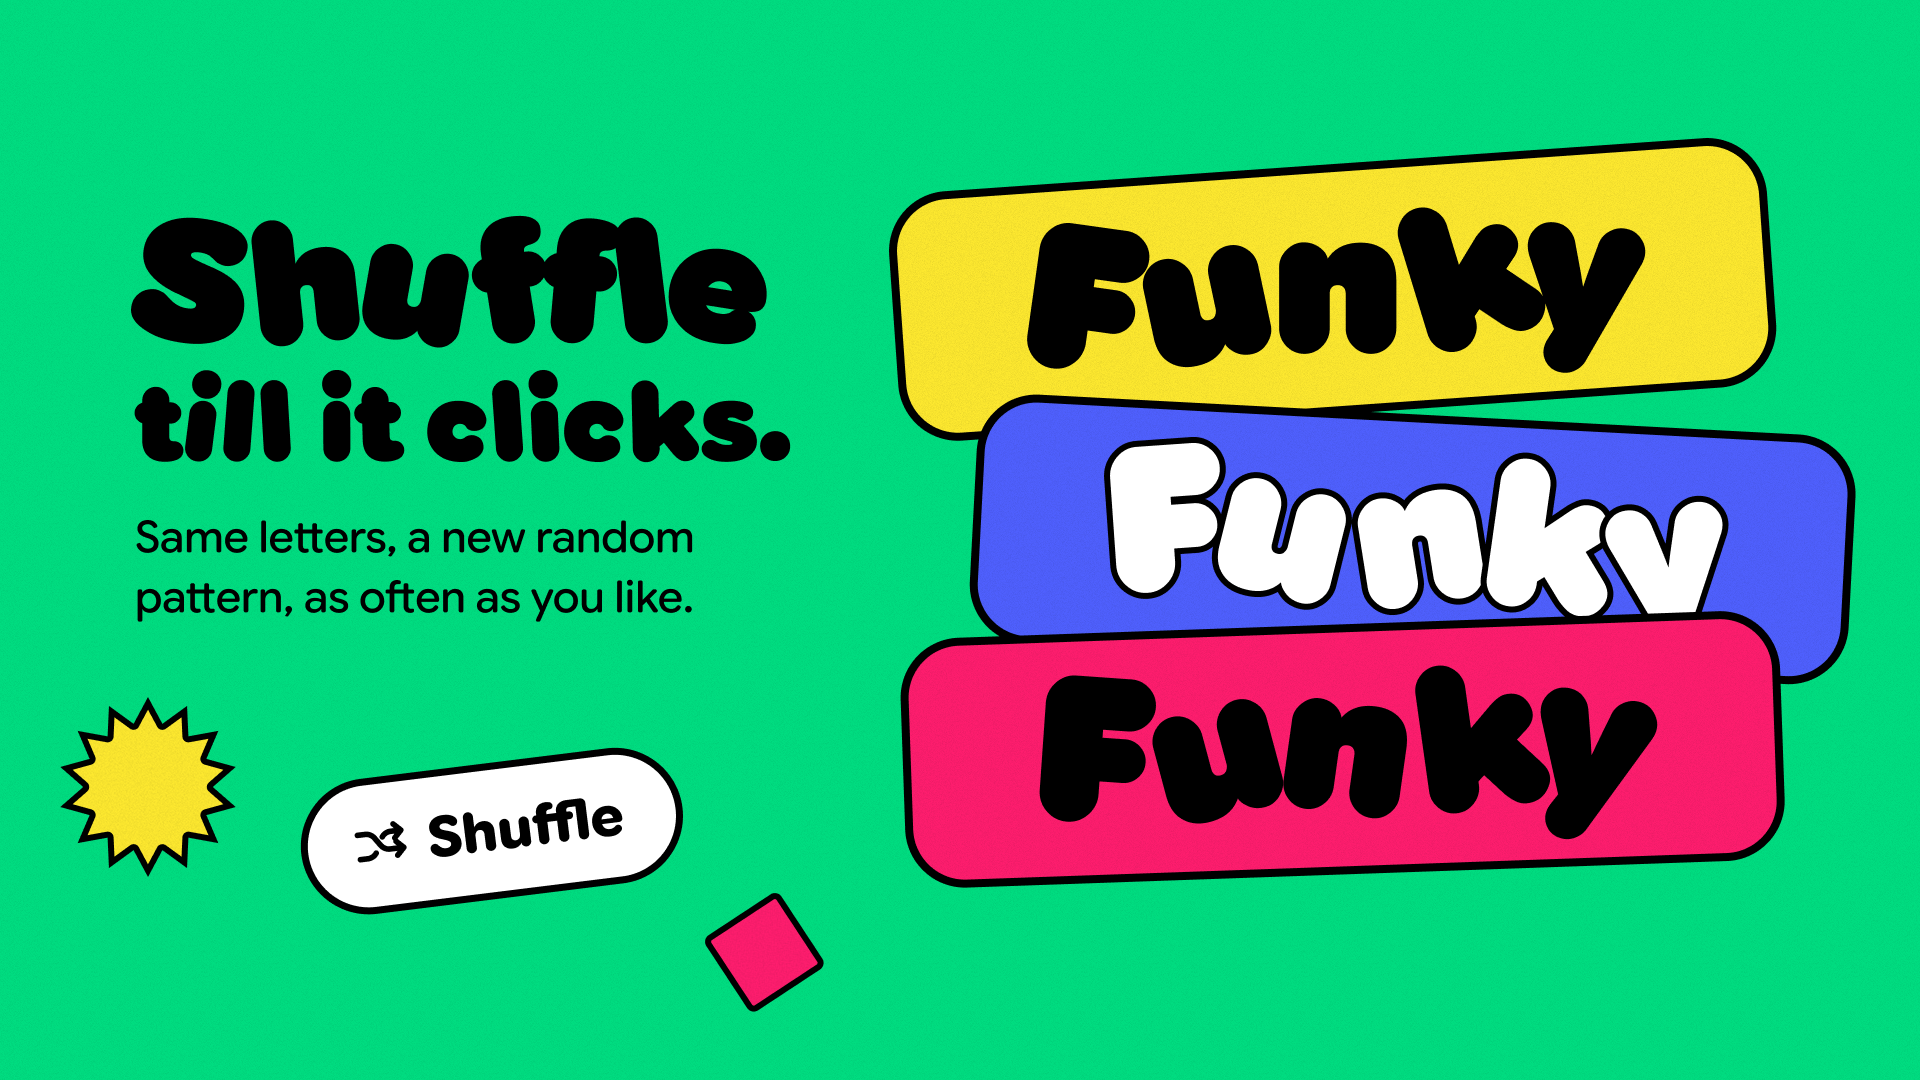 Shuffle
till it clicks.
Same letters, a new random
pattern, as often as you like.
Shuffle
Funky
Funky
Funky